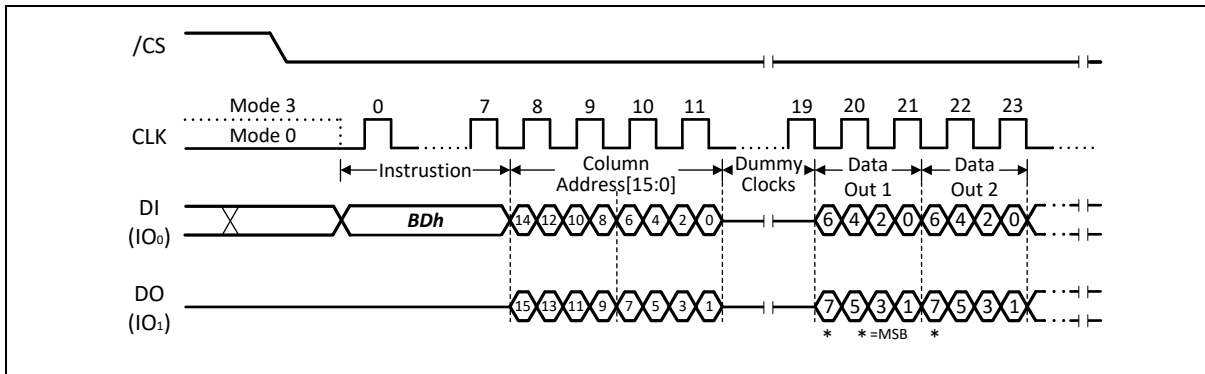 /CS
Mode 3 0 7 8 9 10 11 19 20 21 22 23
CLK Mode 0
Instrustion Column Dummy Data Data
Address[15:0] Clocks Out 1 Out 2
DI BDh 14 12 10 8 6 4 2 0 6 4 2 0 6 4 2 0
(IO₀)
DO 15 13 11 9 7 5 3 1 7 5 3 1 7 5 3 1
(IO₁) * * =MSB *